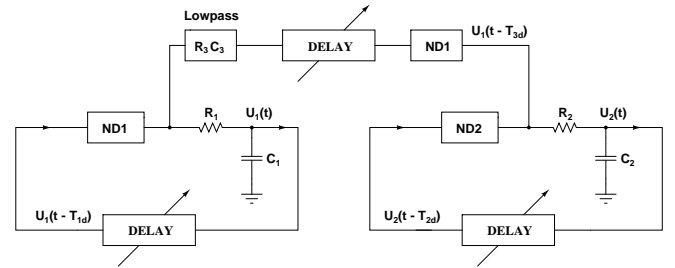 Lowpass
R₃C₃
DELAY
ND1
U₁(t - T₃d)
ND1
R₁
U₁(t)
C₁
ND2
R₂
U₂(t)
C₂
U₁(t - T₁d)
DELAY
U₂(t - T₂d)
DELAY